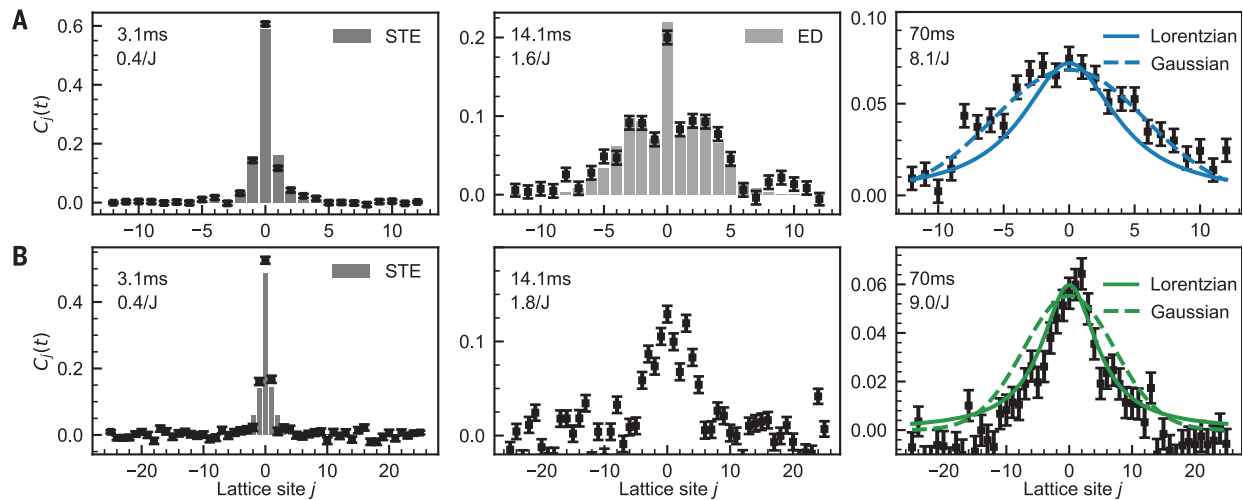 A
3.1ms
0.4/J
STE
14.1ms
1.6/J
ED
70ms
8.1/J
Lorentzian
Gaussian
C_j(t)
0.6
0.4
0.2
0.0
−10 −5 0 5 10
0.2
0.1
0.0
−10 −5 0 5 10
0.10
0.05
0.00
−10 −5 0 5 10
B
3.1ms
0.4/J
STE
14.1ms
1.8/J
70ms
9.0/J
Lorentzian
Gaussian
C_j(t)
0.4
0.2
0.0
−20 −10 0 10 20
Lattice site j
0.1
0.0
−20 −10 0 10 20
Lattice site j
0.06
0.04
0.02
0.00
−20 −10 0 10 20
Lattice site j